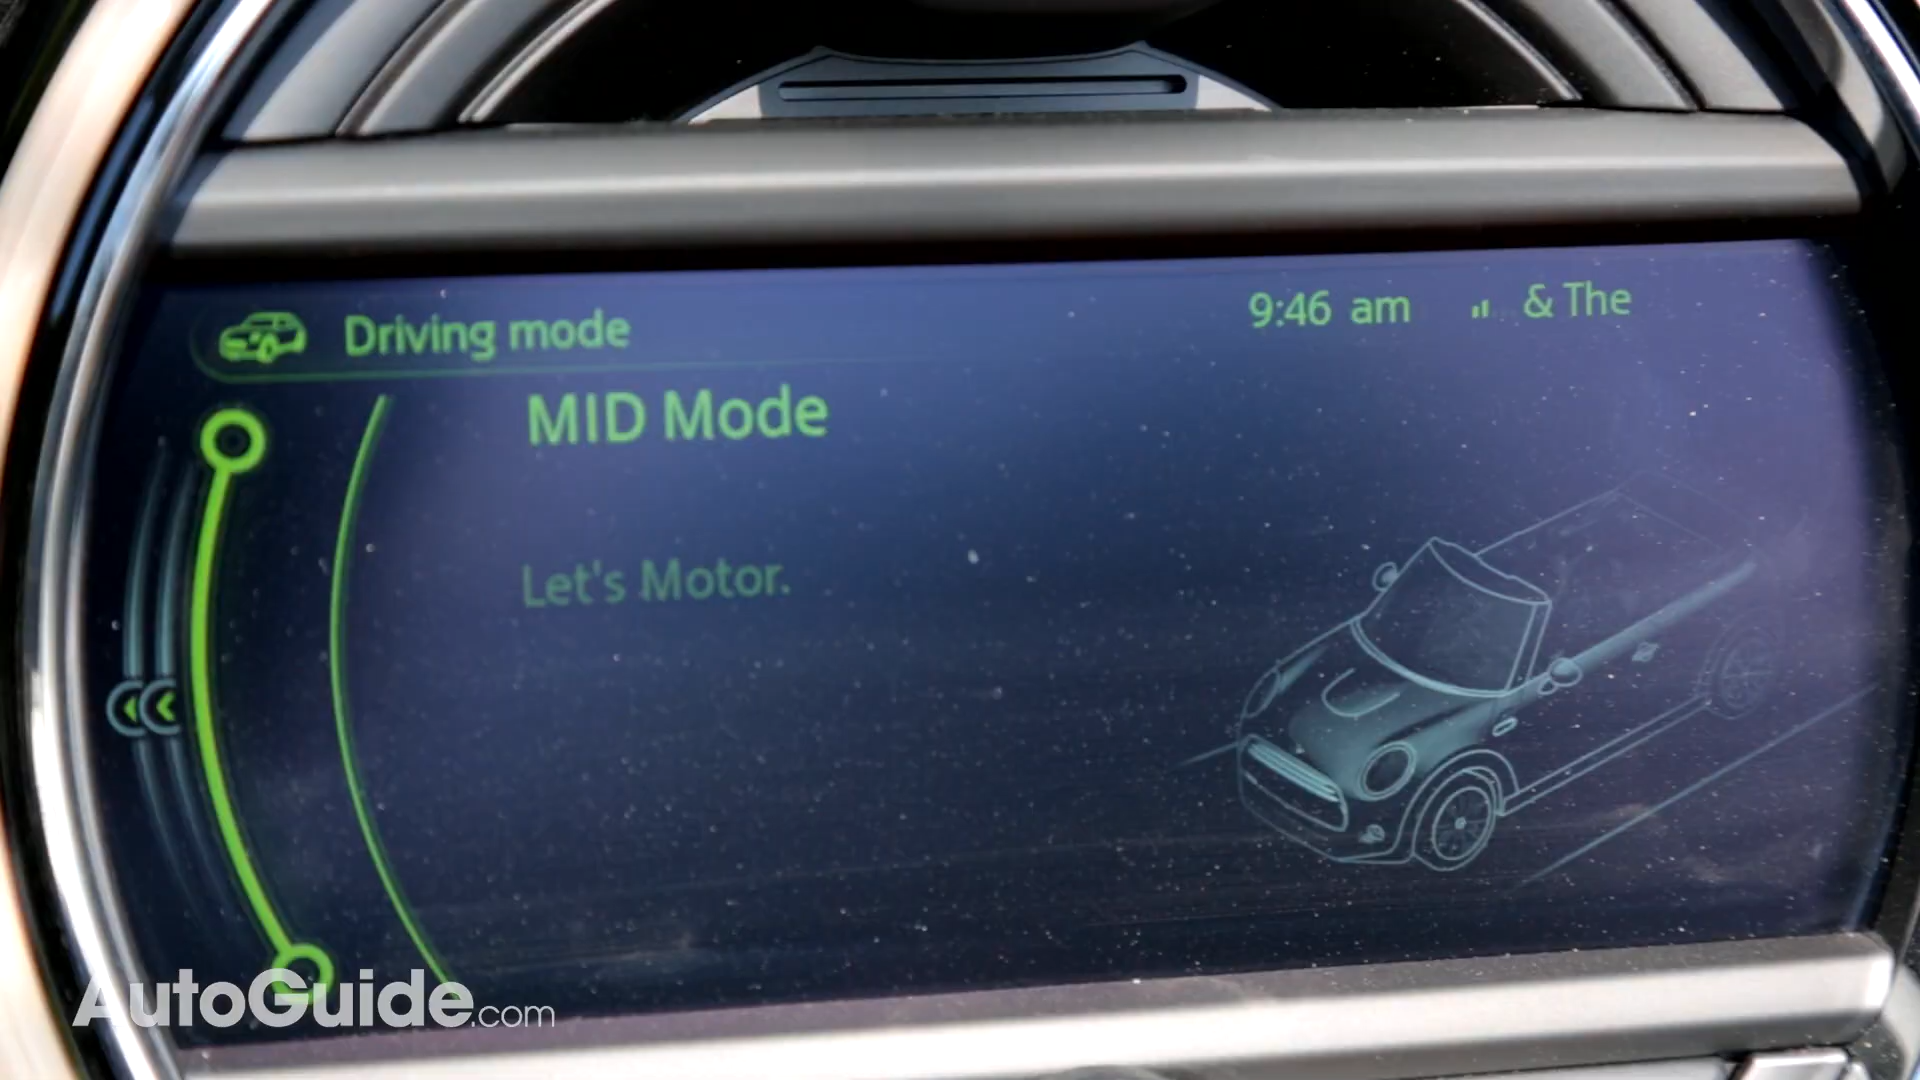 Driving mode
9:46 am & The
MID Mode
Let's Motor.
AutoGuide.com